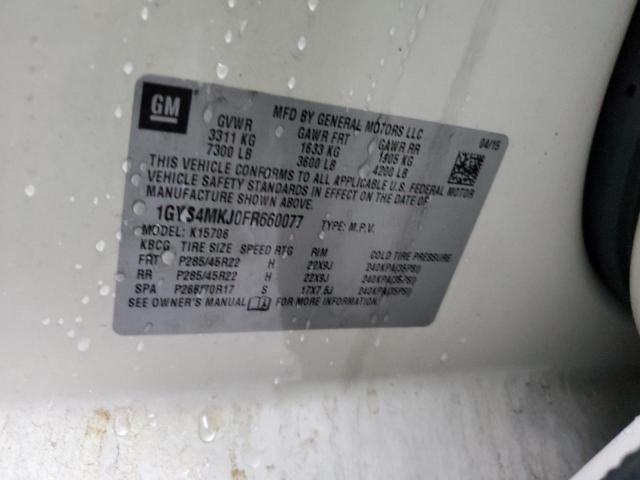 GM
MFD BY GENERAL MOTORS LLC
GVWR GAWR FRT GAWR RR 04/15
3311 KG 1633 KG 1905 KG
7300 LB 3600 LB 4200 LB
THIS VEHICLE CONFORMS TO ALL APPLICABLE U.S. FEDERAL MOTOR
VEHICLE SAFETY STANDARDS IN EFFECT ON THE DATE OF
MANUFACTURE SHOWN ABOVE.
1GYS4MKJ0FR660077 TYPE: M.P.V.
MODEL: K15706
KBCG TIRE SIZE SPEED RTG RIM COLD TIRE PRESSURE
FRT P285/45R22 H 22X9J 240KPA(35PSI)
RR P285/45R22 H 22X9J 240KPA(35PSI)
SPA P265/70R17 S 17X7.5J 240KPA(35PSI)
SEE OWNER'S MANUAL FOR MORE INFORMATION.